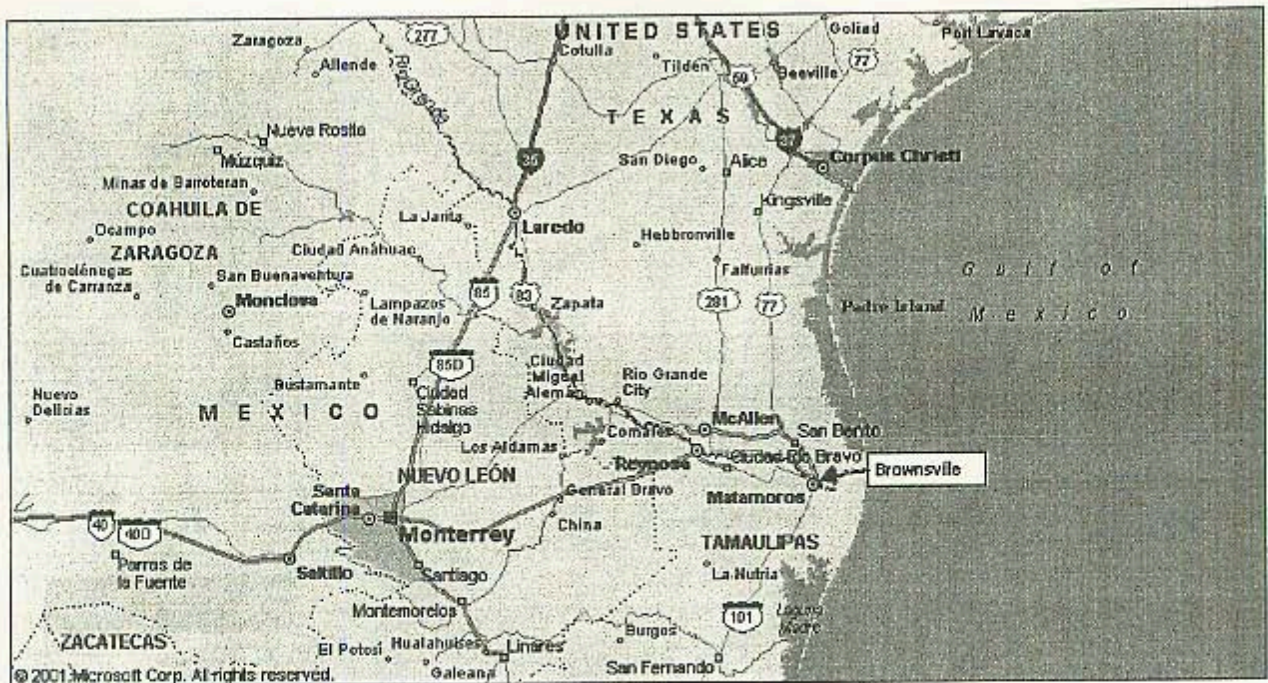 UNITED STATES
Goliad
Port Lavaca
Zaragoza
277
Cotulla
Tilden
59
Beeville
77
Allende
Rio Grande
TEXAS
Nueva Rosita
Múzquiz
35
San Diego
Alice
37
Corpus Christi
Minas de Barroteran
COAHUILA DE
ZARAGOZA
La Janta
Laredo
Kingsville
Ocampo
Ciudad Anáhuac
Hebbronville
Falfurrias
Gulf of
Mexico
Cuatrociénegas
de Carranza
San Buenaventura
Monclova
Lampazos
de Naranjo
85
83
Zapata
281
77
Padre Island
Castaños
85D
Bustamante
Ciudad
Sabinas
Hidalgo
Ciudad
Miguel
Aleman
Rio Grande
City
Nuevo
Delicias
MEXICO
McAllen
San Benito
Los Aldamas
Comales
Reynosa
Ciudad Rio Bravo
Brownsville
NUEVO LEÓN
Matamoros
General Bravo
Santa
Catarina
China
40
40D
Monterrey
TAMAULIPAS
Parras de
la Fuente
Saltillo
Santiago
La Nutria
Montemorelos
101
Laguna
Madre
ZACATECAS
El Potosí
Hualahuises
Linares
Burgos
Galeana
San Fernando
© 2001 Microsoft Corp. All rights reserved.